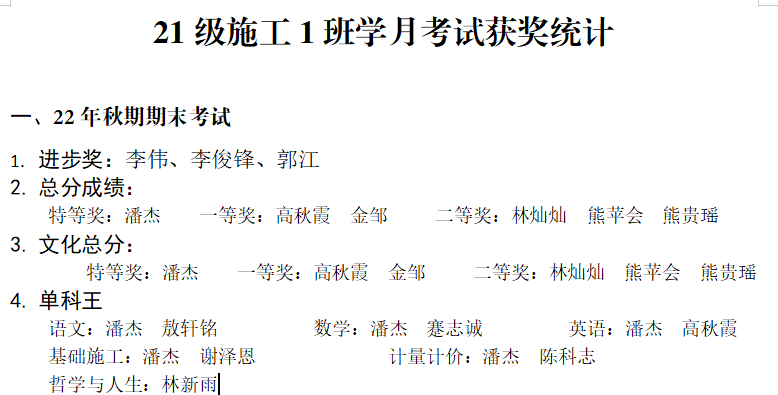 21 级施工 1 班学月考试获奖统计
一、22 年秋期期末考试
1. 进步奖：李伟、李俊锋、郭江
2. 总分成绩：
特等奖：潘杰 一等奖：高秋霞 金邹 二等奖：林灿灿 熊苹会 熊贵瑶
3. 文化总分：
特等奖：潘杰 一等奖：高秋霞 金邹 二等奖：林灿灿 熊苹会 熊贵瑶
4. 单科王
语文：潘杰 敖轩铭 数学：潘杰 蹇志诚 英语：潘杰 高秋霞
基础施工：潘杰 谢泽恩 计量计价：潘杰 陈科志
哲学与人生：林新雨